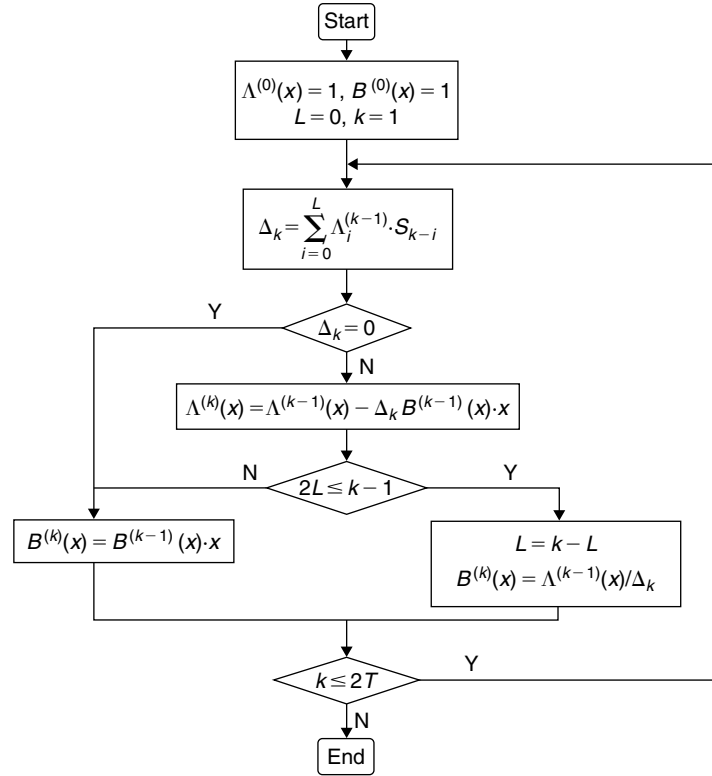 Start
Λ^(0)(x) = 1, B^(0)(x) = 1
L = 0, k = 1
Δ_k = ∑_{i=0}^{L} Λ_i^(k−1) · S_{k−i}
Y
Δ_k = 0
N
Λ^(k)(x) = Λ^(k−1)(x) − Δ_k B^(k−1) (x)·x
N
2L ≤ k − 1
Y
B^(k)(x) = B^(k−1) (x)·x
L = k − L
B^(k)(x) = Λ^(k−1)(x)/Δ_k
k ≤ 2T
Y
N
End